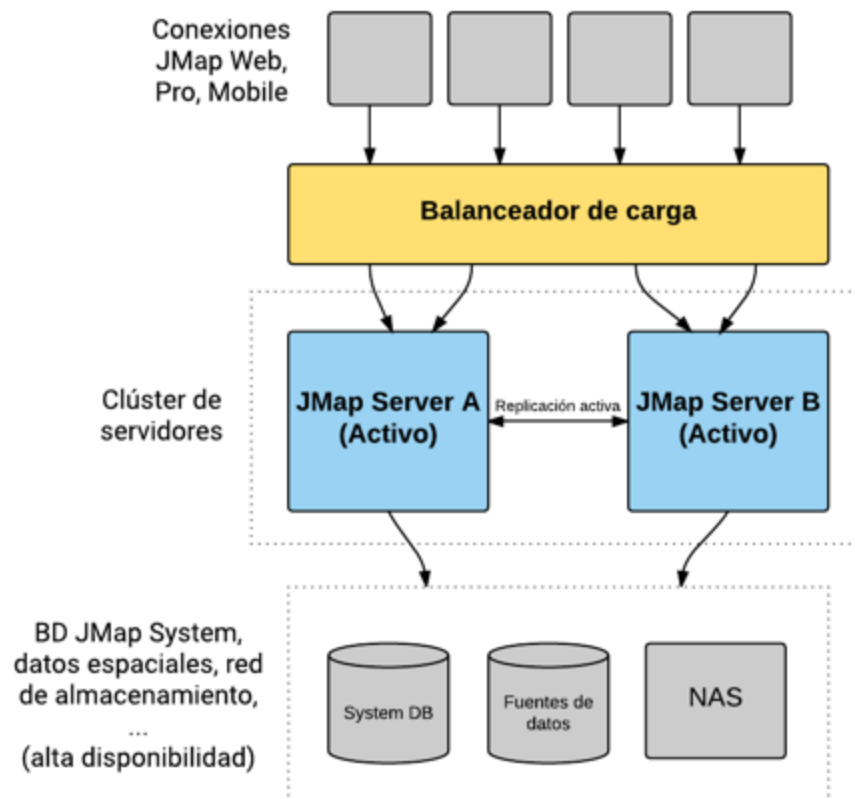 Conexiones
JMap Web,
Pro, Mobile
Balanceador de carga
Clúster de
servidores
JMap Server A
(Activo)
Replicación activa
JMap Server B
(Activo)
BD JMap System,
datos espaciales, red
de almacenamiento,
...
(alta disponibilidad)
System DB
Fuentes de
datos
NAS